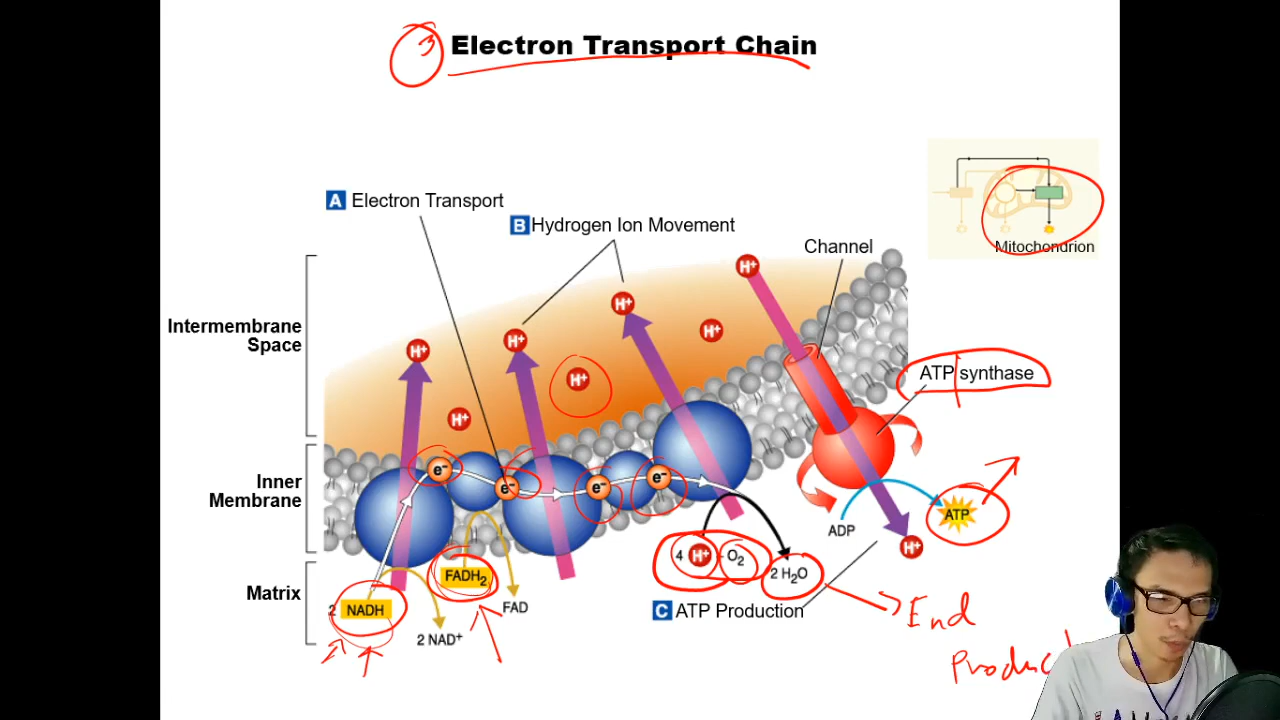 3 Electron Transport Chain
A Electron Transport
B Hydrogen Ion Movement
Channel
Mitochondrion
H+
H+
H+
H+
H+
H+
H+
Intermembrane
Space
ATP synthase
Inner
Membrane
e-
e-
e-
e-
ADP
ATP
H+
Matrix
4 H+ O2
2 H2O
FADH2
FAD
2 NADH
2 NAD+
C ATP Production
End